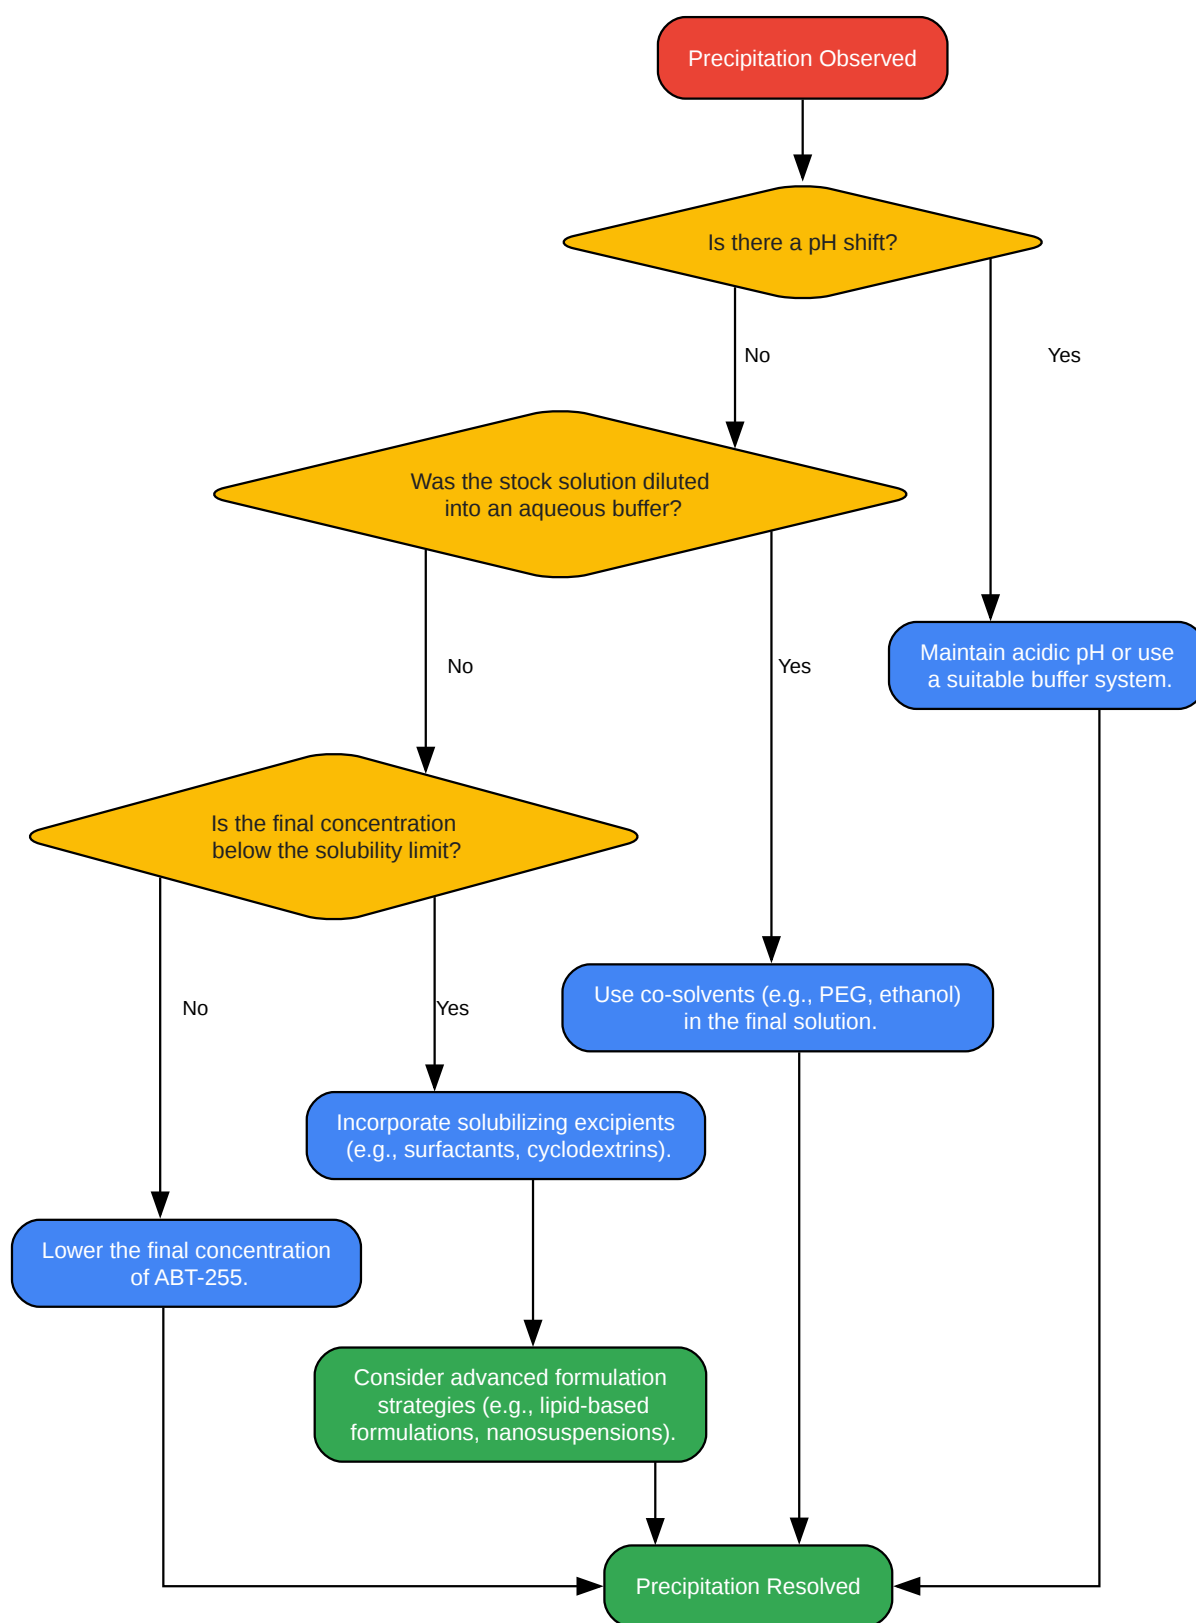 Precipitation Observed
Is there a pH shift?
No
Yes
Was the stock solution diluted
into an aqueous buffer?
No
Yes
Maintain acidic pH or use
a suitable buffer system.
Is the final concentration
below the solubility limit?
No
Yes
Use co-solvents (e.g., PEG, ethanol)
in the final solution.
Incorporate solubilizing excipients
(e.g., surfactants, cyclodextrins).
Lower the final concentration
of ABT-255.
Consider advanced formulation
strategies (e.g., lipid-based
formulations, nanosuspensions).
Precipitation Resolved